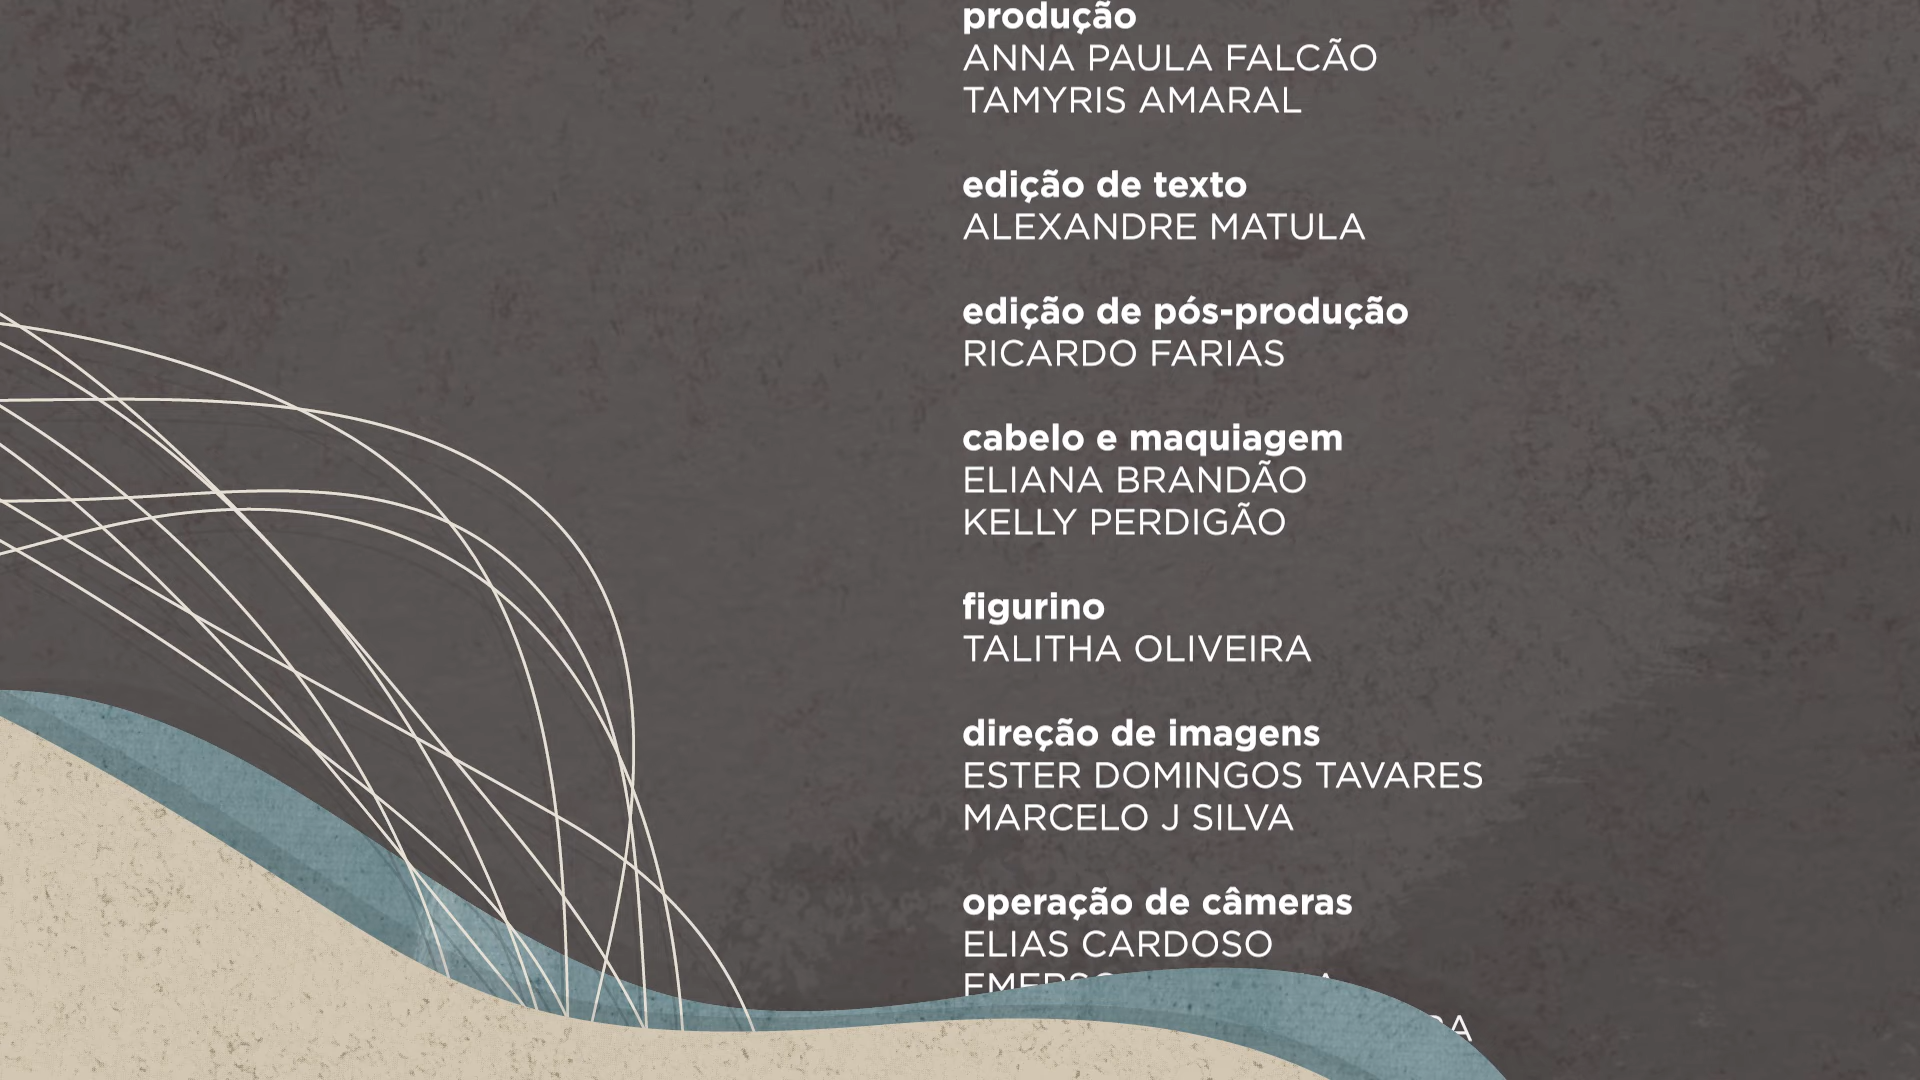 produção
ANNA PAULA FALCÃO
TAMYRIS AMARAL
edição de texto
ALEXANDRE MATULA
edição de pós-produção
RICARDO FARIAS
cabelo e maquiagem
ELIANA BRANDÃO
KELLY PERDIGÃO
figurino
TALITHA OLIVEIRA
direção de imagens
ESTER DOMINGOS TAVARES
MARCELO J SILVA
operação de câmeras
ELIAS CARDOSO